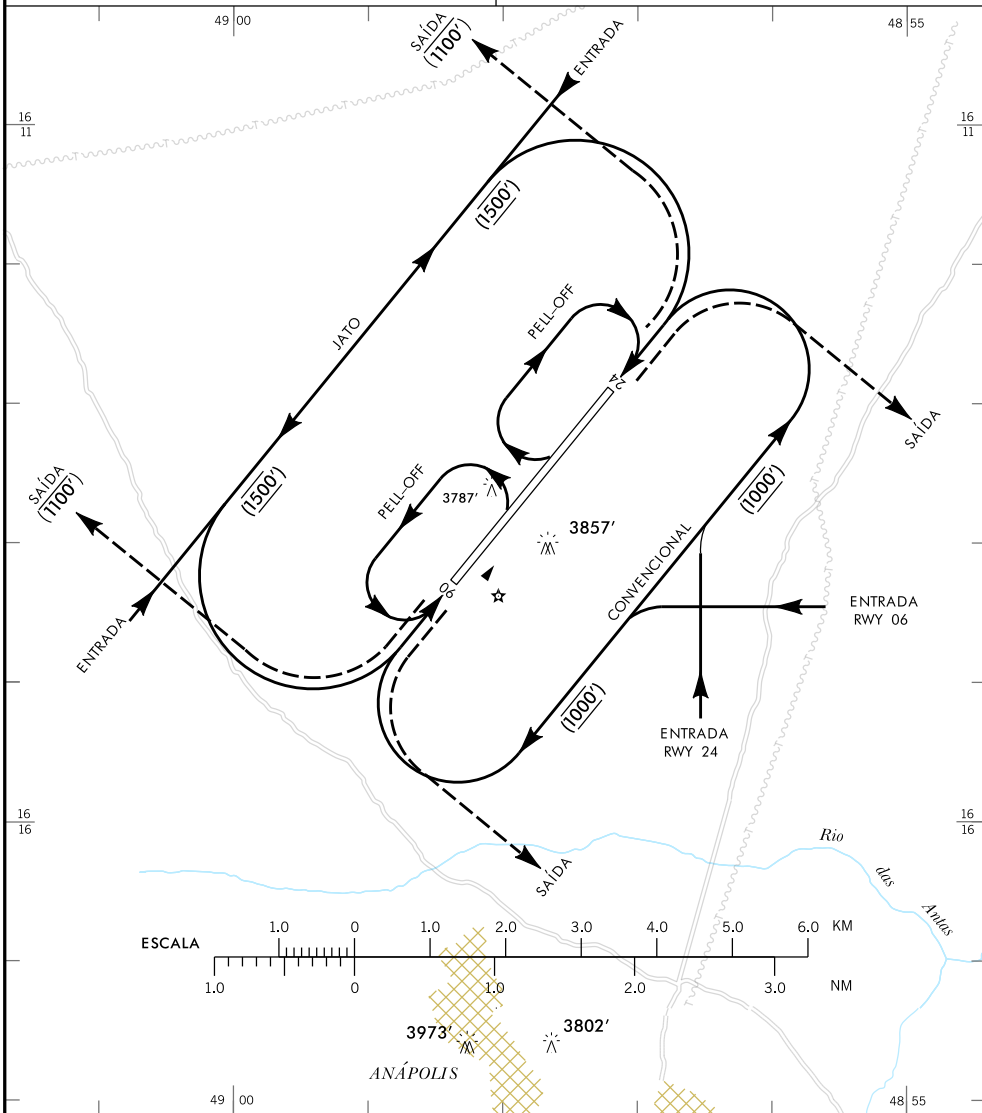 49 00
48 55
SAÍDA
(1100')
ENTRADA
16
11
16
11
(1500')
PELL-OFF
JATO
24
SAÍDA
SAÍDA
(1100')
(1500')
PELL-OFF
3787'
(1000')
3857'
CONVENCIONAL
06
ENTRADA
RWY 06
ENTRADA
(1000')
ENTRADA
RWY 24
16
16
16
16
Rio
das
Antas
SAÍDA
ESCALA
1.0 0 1.0 2.0 3.0 4.0 5.0 6.0 KM
1.0 0 1.0 2.0 3.0 NM
3973'
3802'
ANÁPOLIS
49 00
48 55